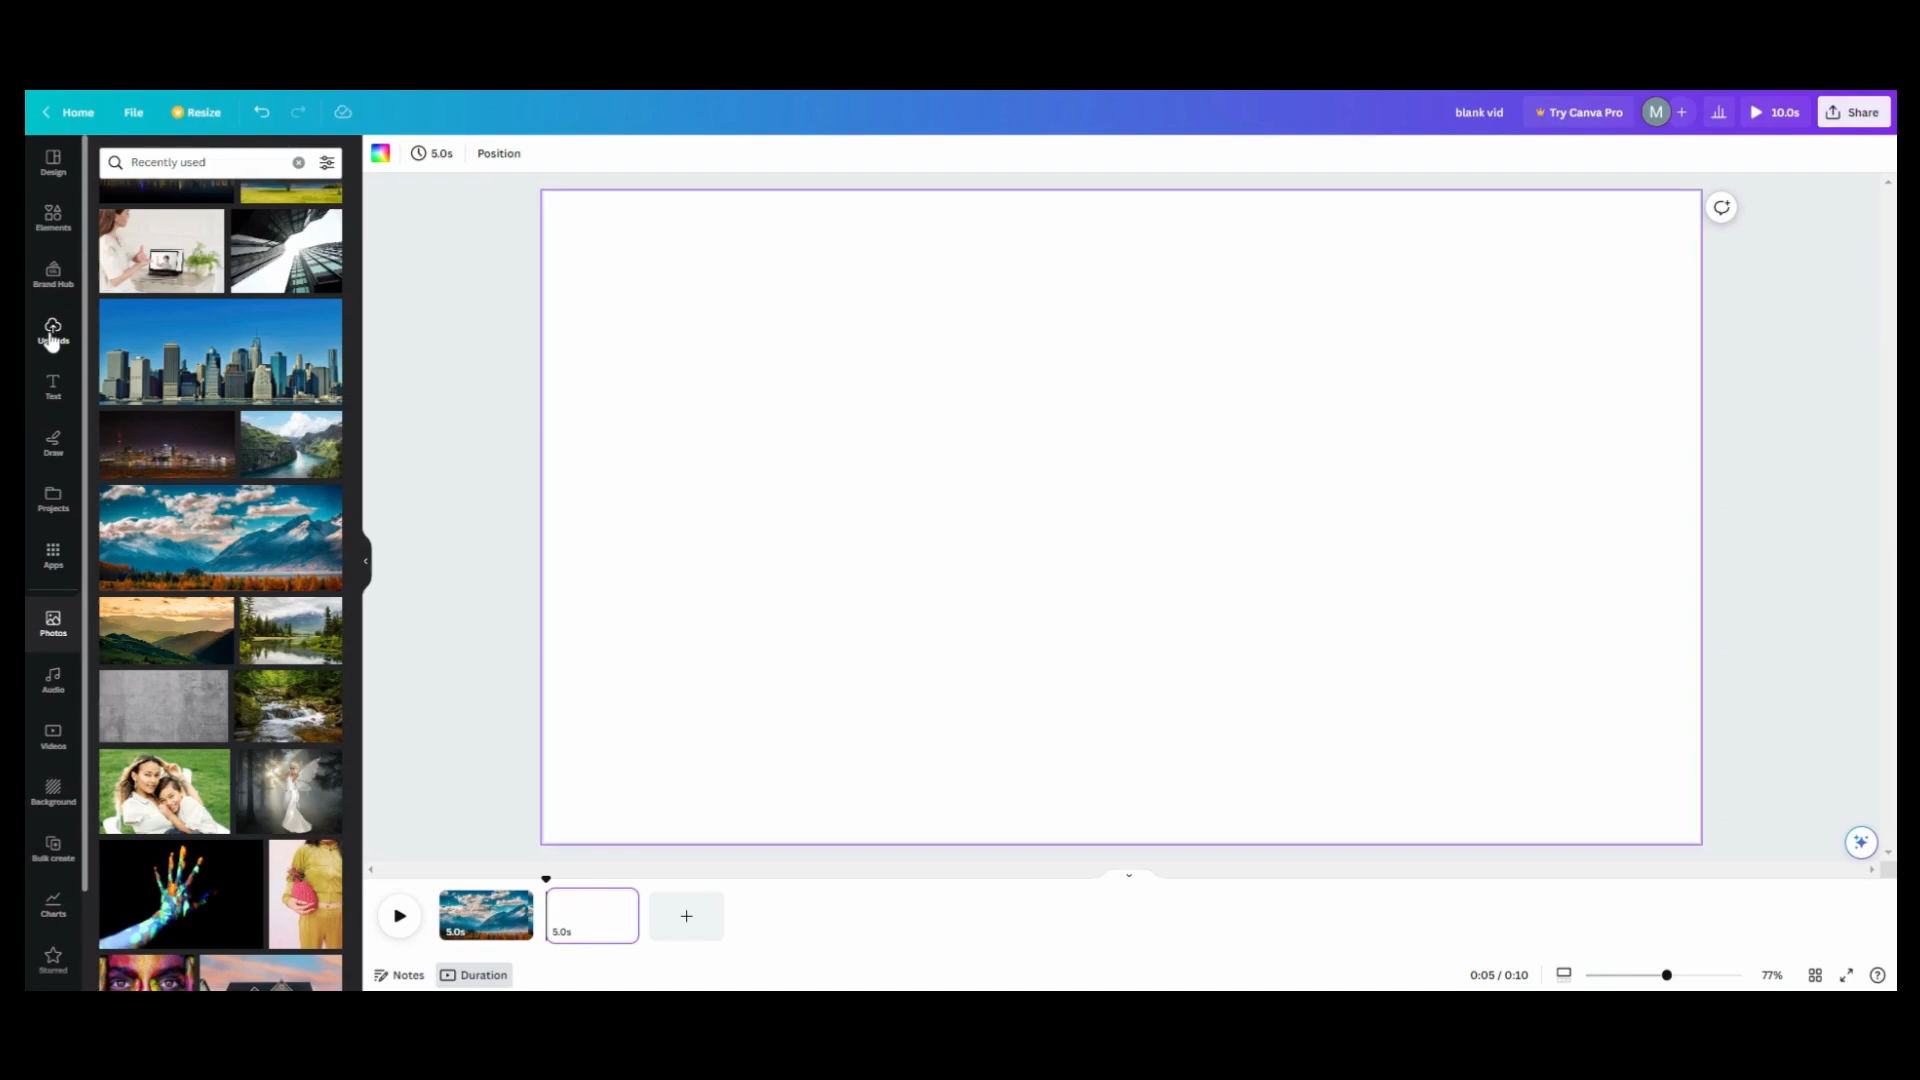 Home File Resize blank vid Try Canva Pro M 10.0s Share
Recently used 5.0s Position
Design
Elements
Brand Hub
Text
Draw
Projects
Apps
Photos
Audio
Videos
Background
Bulk create
Charts
5.0s 5.0s
Starred
Notes Duration 0:05 / 0:10 77%